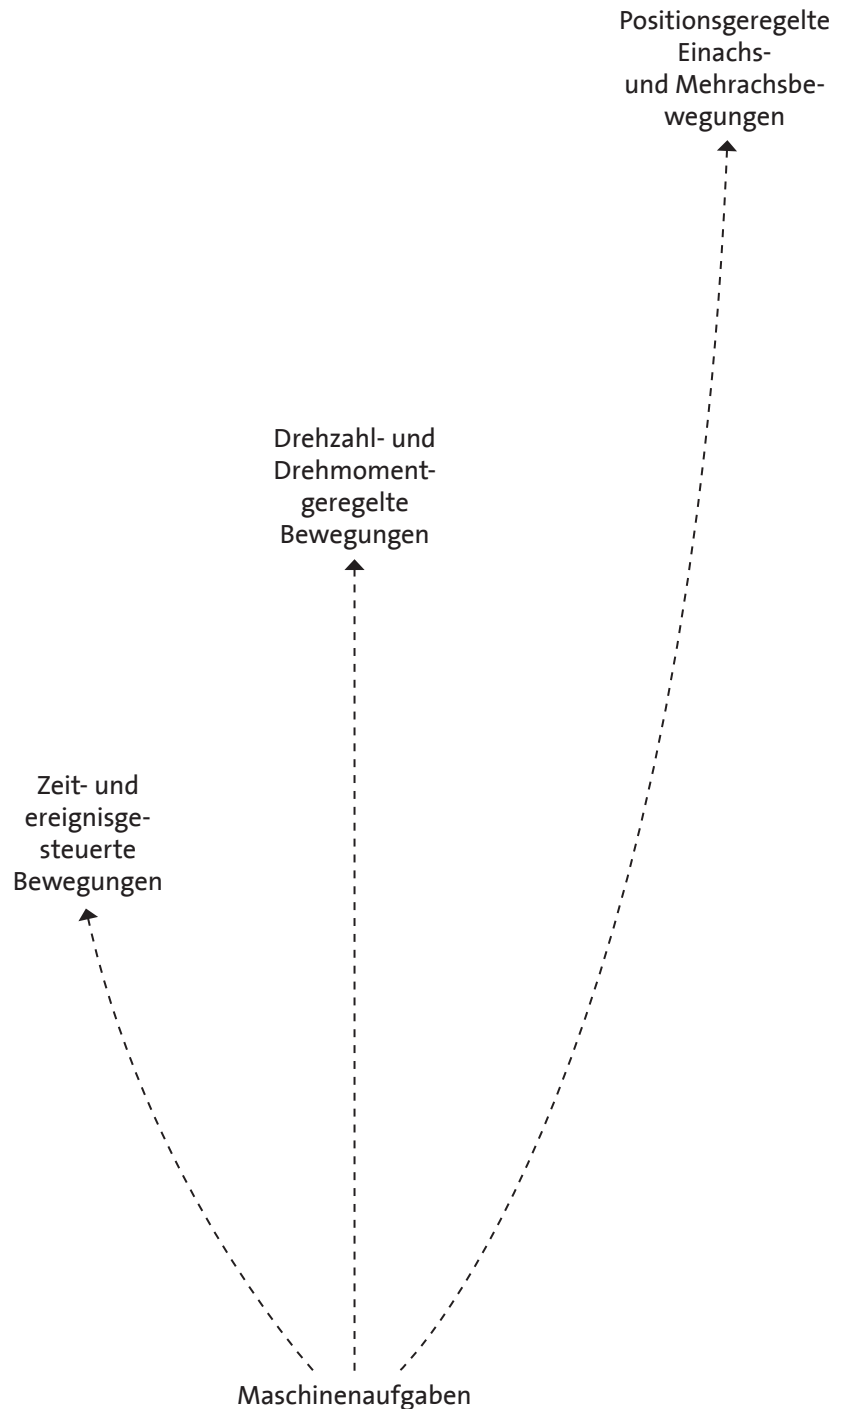 Positionsgeregelte
Einachs-
und Mehrachsbe-
wegungen
Drehzahl- und
Drehmoment-
geregelte
Bewegungen
Zeit- und
ereignisge-
steuerte
Bewegungen
Maschinenaufgaben